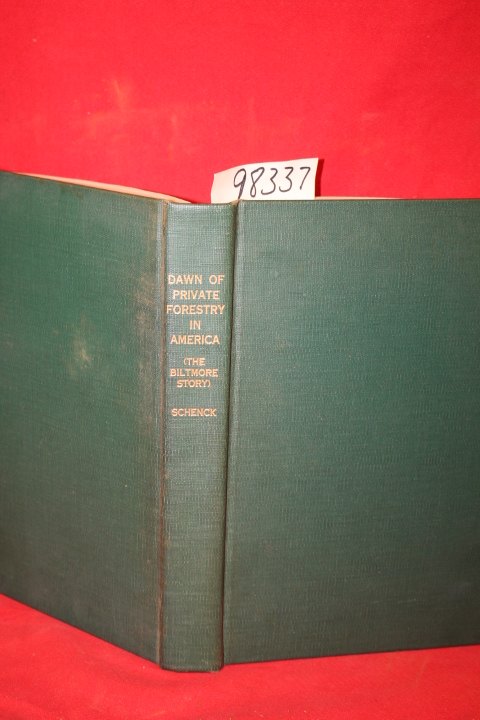 98337
DAWN OF
PRIVATE
FORESTRY
IN
AMERICA
(THE
BILTMORE
STORY)
SCHENCK